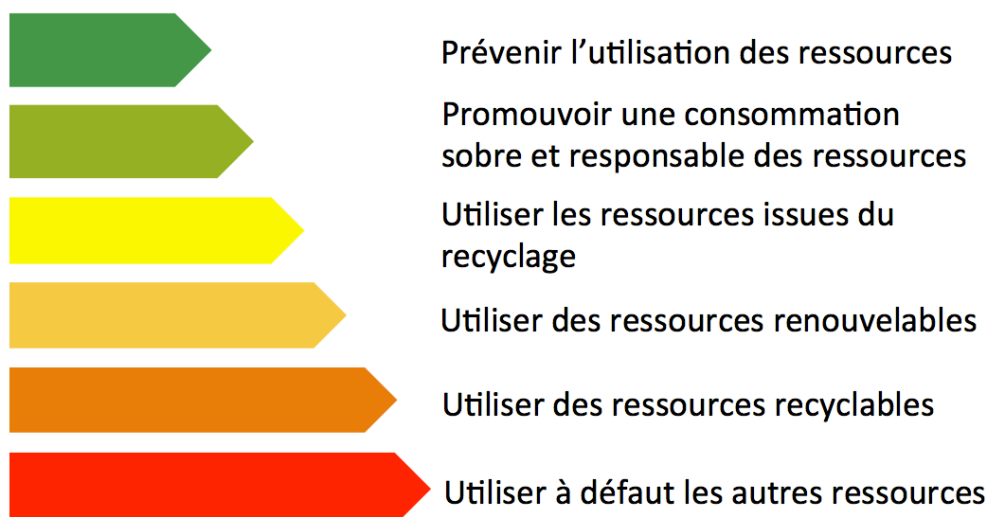 Prévenir l’utilisation des ressources
Promouvoir une consommation
sobre et responsable des ressources
Utiliser les ressources issues du
recyclage
Utiliser des ressources renouvelables
Utiliser des ressources recyclables
Utiliser à défaut les autres ressources